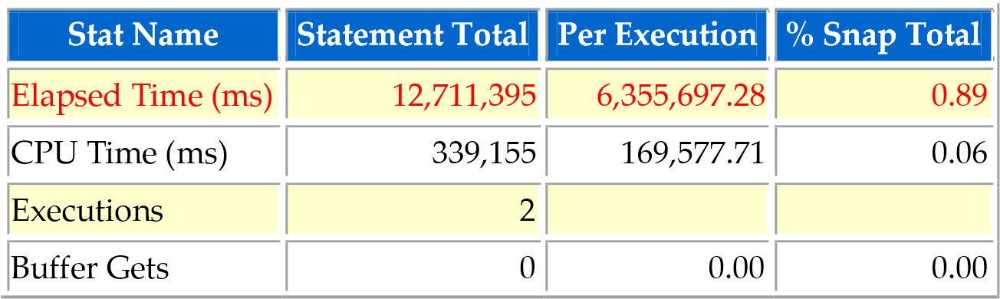 Stat Name Statement Total Per Execution % Snap Total
Elapsed Time (ms) 12,711,395 6,355,697.28 0.89
CPU Time (ms) 339,155 169,577.71 0.06
Executions 2
Buffer Gets 0 0.00 0.00